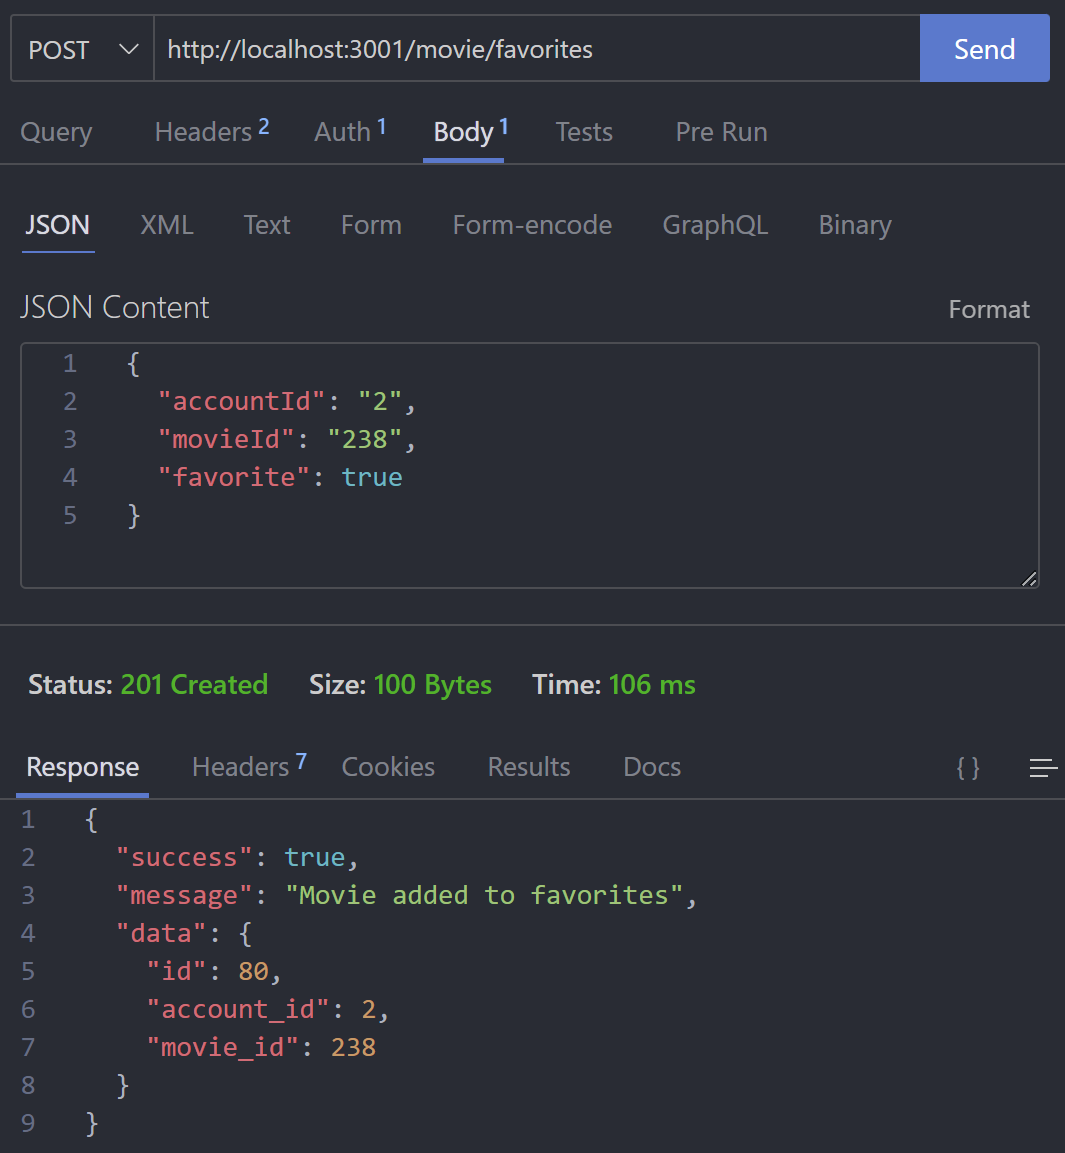 POST http://localhost:3001/movie/favorites Send
Query Headers 2 Auth 1 Body 1 Tests Pre Run
JSON XML Text Form Form-encode GraphQL Binary
JSON Content Format
1 {
2 "accountId": "2",
3 "movieId": "238",
4 "favorite": true
5 }
Status: 201 Created Size: 100 Bytes Time: 106 ms
Response Headers 7 Cookies Results Docs { }
1 {
2 "success": true,
3 "message": "Movie added to favorites",
4 "data": {
5 "id": 80,
6 "account_id": 2,
7 "movie_id": 238
8 }
9 }